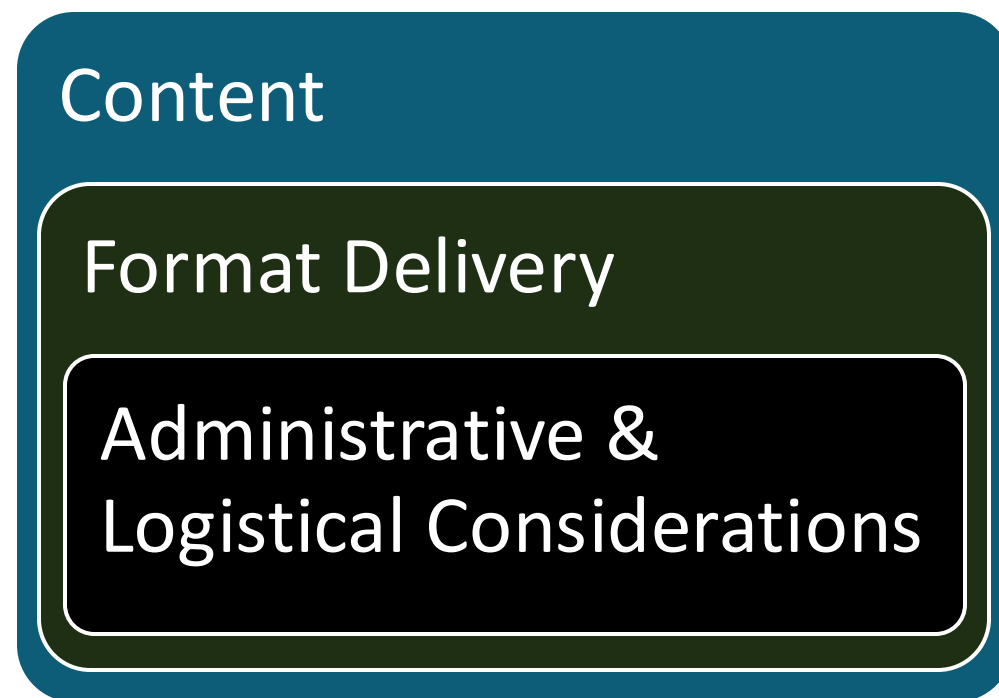 Content
Format Delivery
Administrative &
Logistical Considerations